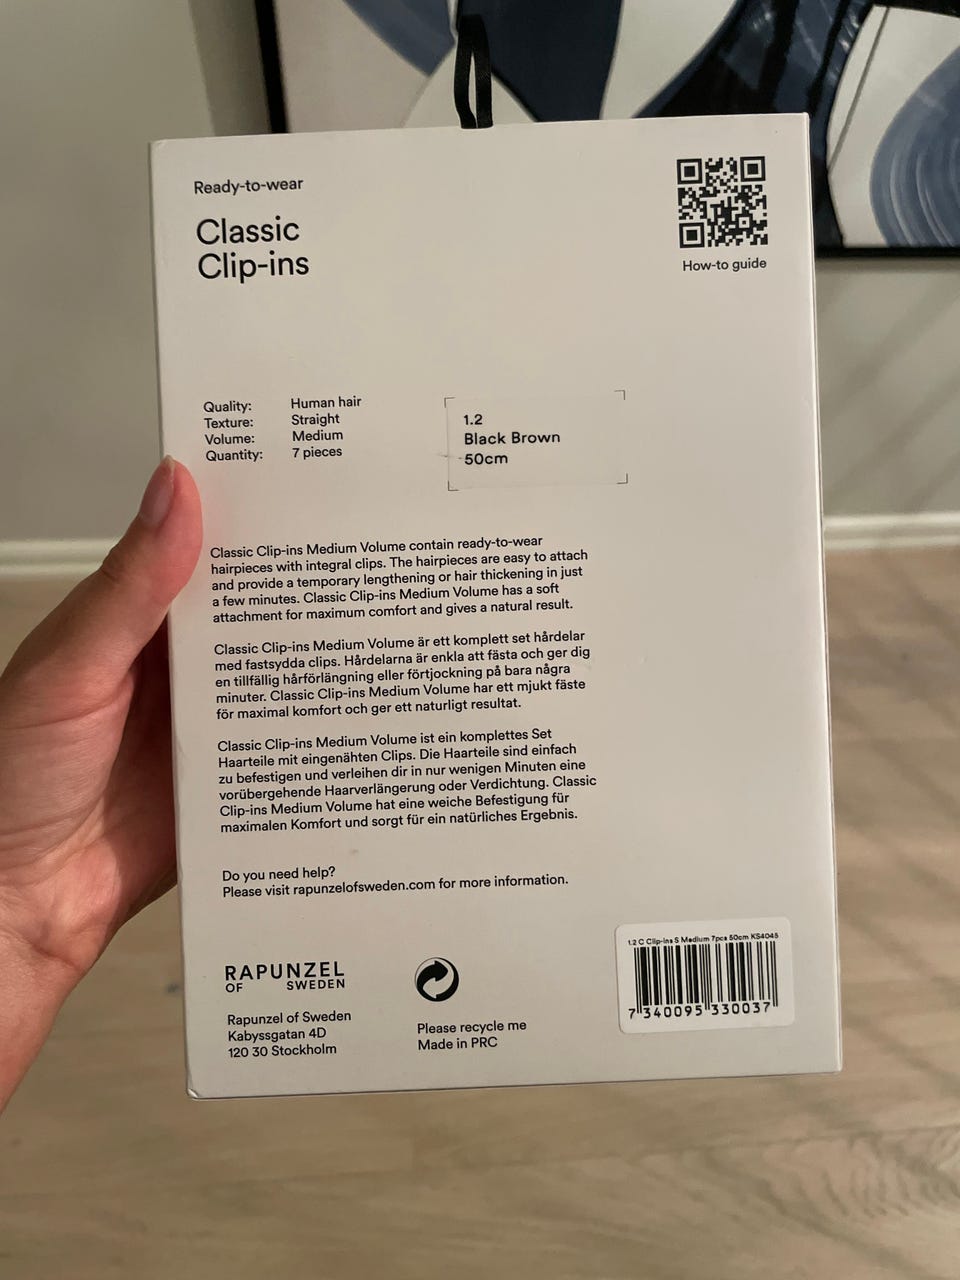 Ready-to-wear
Classic
Clip-ins
How-to guide
Quality: Human hair
Texture: Straight
Volume: Medium
Quantity: 7 pieces
1.2
Black Brown
50cm
Classic Clip-ins Medium Volume contain ready-to-wear
hairpieces with integral clips. The hairpieces are easy to attach
and provide a temporary lengthening or hair thickening in just
a few minutes. Classic Clip-ins Medium Volume has a soft
attachment for maximum comfort and gives a natural result.
Classic Clip-ins Medium Volume är ett komplett set hårdelar
med fastsydda clips. Hårdelarna är enkla att fästa och ger dig
en tillfällig hårförlängning eller förtjockning på bara några
minuter. Classic Clip-ins Medium Volume har ett mjukt fäste
för maximal komfort och ger ett naturligt resultat.
Classic Clip-ins Medium Volume ist ein komplettes Set
Haarteile mit eingenähten Clips. Die Haarteile sind einfach
zu befestigen und verleihen dir in nur wenigen Minuten eine
vorübergehende Haarverlängerung oder Verdichtung. Classic
Clip-ins Medium Volume hat eine weiche Befestigung für
maximalen Komfort und sorgt für ein natürliches Ergebnis.
Do you need help?
Please visit rapunzelofsweden.com for more information.
RAPUNZEL
OF SWEDEN
Rapunzel of Sweden
Kabyssgatan 4D
120 30 Stockholm
Please recycle me
Made in PRC
1.2 C Clip-ins S Medium 7pcs 50cm KS4045
7 340095 330037